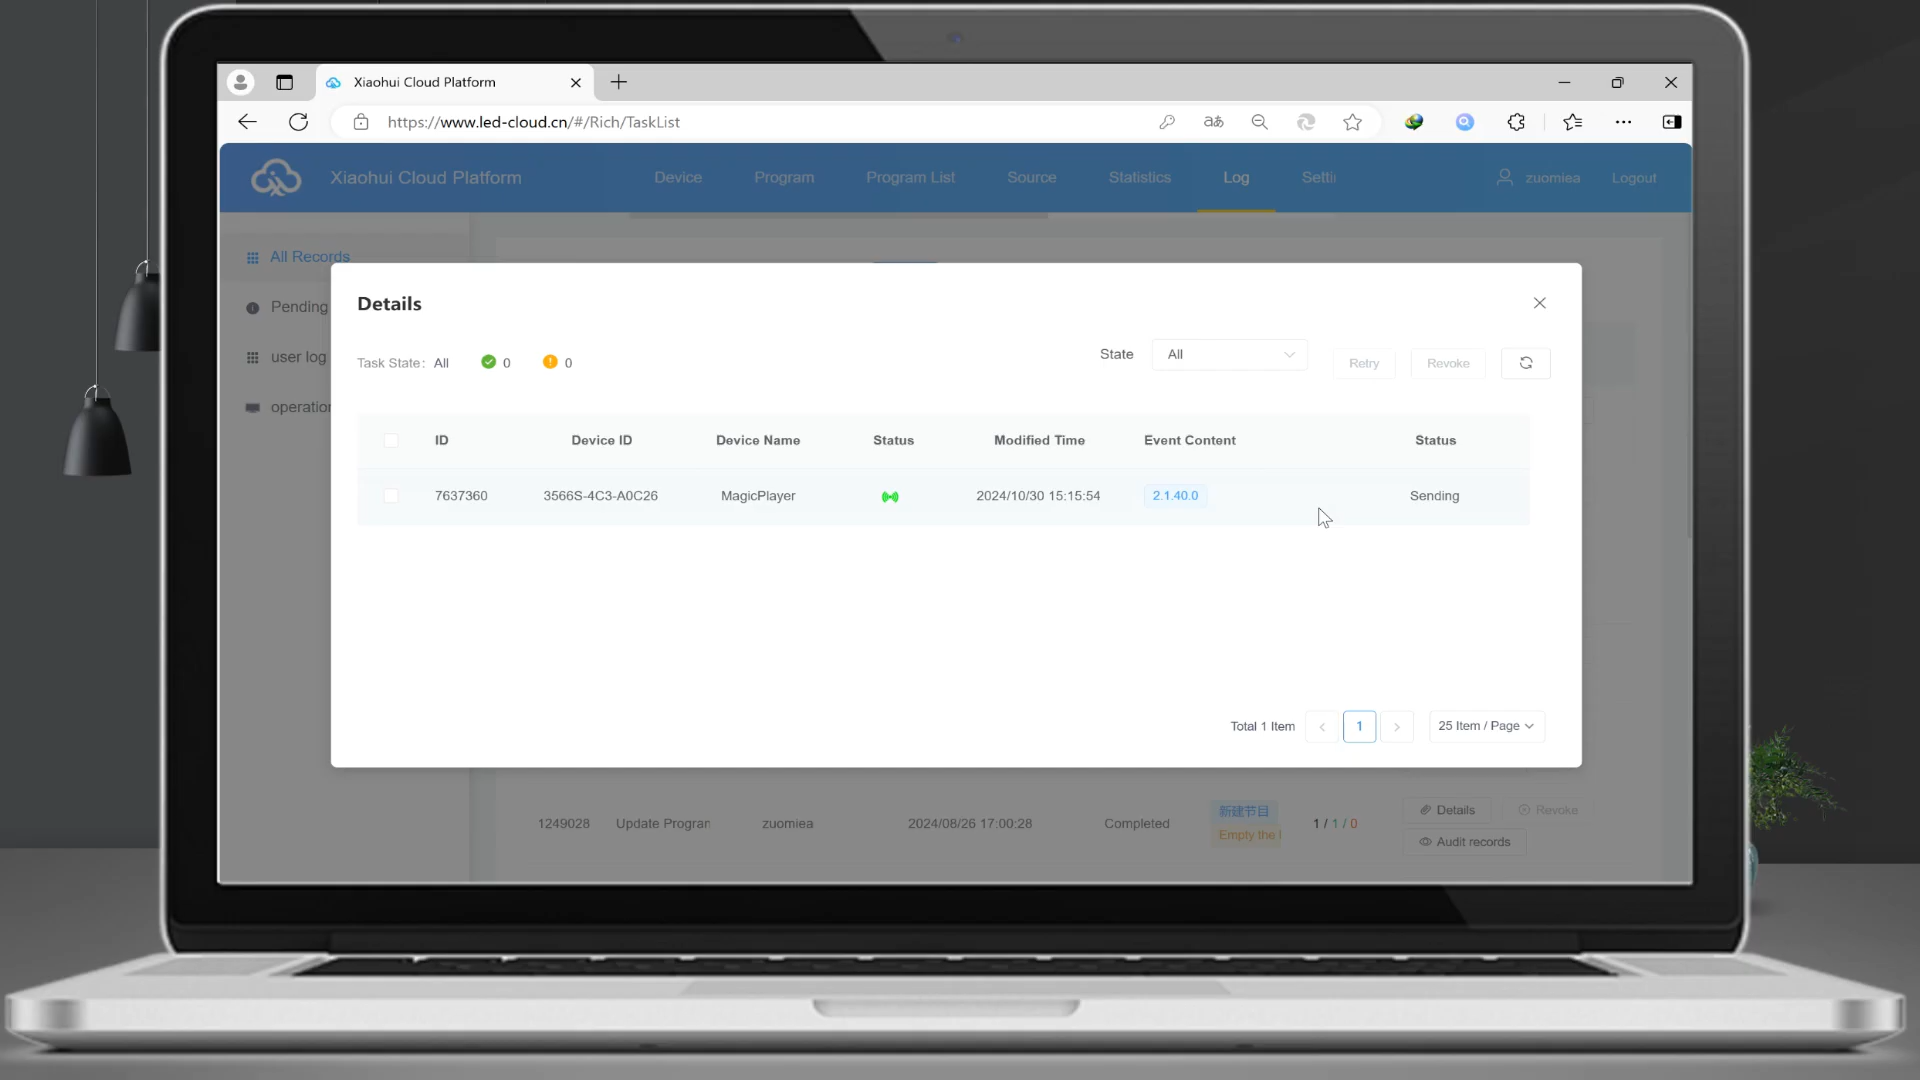 Xiaohui Cloud Platform
https://www.led-cloud.cn/#/Rich/TaskList
Xiaohui Cloud Platform Device Program Program List Source Statistics Log Settin zuomiea Logout
All Records
Pending
user log
operation
Details
Task State: All 0 0 State All Retry Revoke
ID Device ID Device Name Status Modified Time Event Content Status
7637360 3566S-4C3-A0C26 MagicPlayer 2024/10/30 15:15:54 2.1.40.0 Sending
Total 1 Item 1 25 Item / Page
1249028 Update Program zuomiea 2024/08/26 17:00:28 Completed 新建节目 1 / 1 / 0 Details Revoke
Empty the Audit records